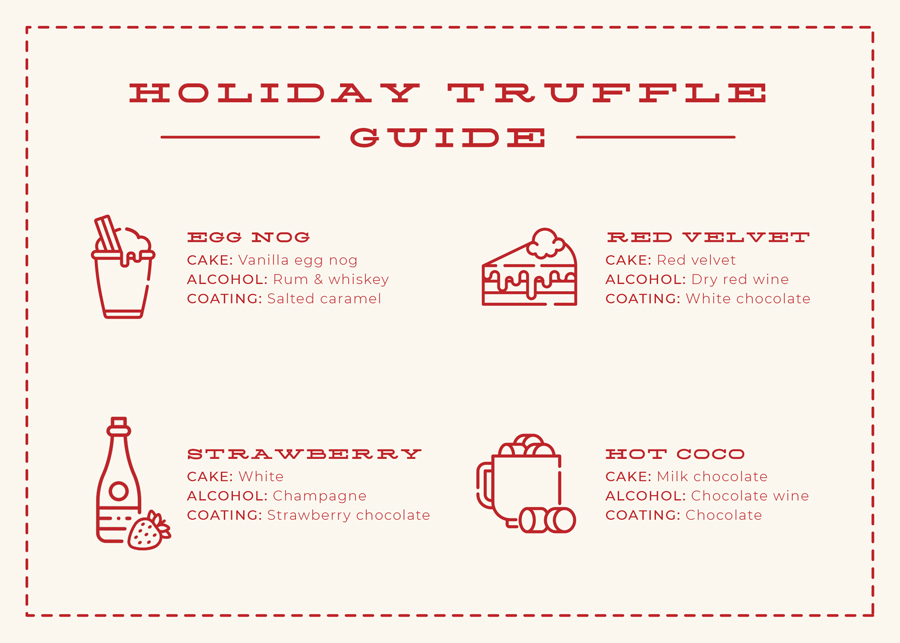 HOLIDAY TRUFFLE
GUIDE
EGG NOG
CAKE: Vanilla egg nog
ALCOHOL: Rum & whiskey
COATING: Salted caramel
RED VELVET
CAKE: Red velvet
ALCOHOL: Dry red wine
COATING: White chocolate
STRAWBERRY
CAKE: White
ALCOHOL: Champagne
COATING: Strawberry chocolate
HOT COCO
CAKE: Milk chocolate
ALCOHOL: Chocolate wine
COATING: Chocolate